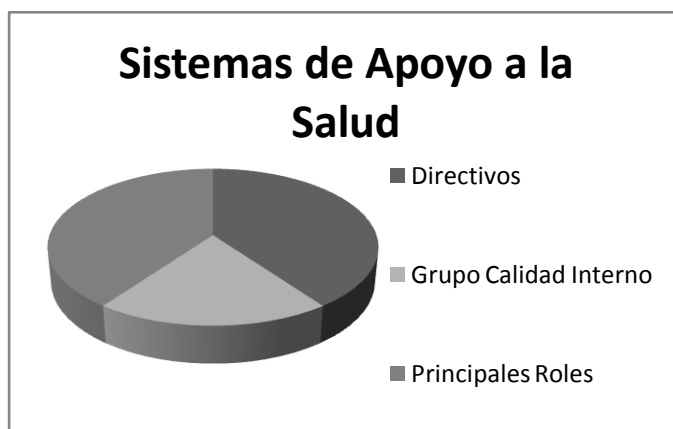 Sistemas de Apoyo a la
Salud
Directivos
Grupo Calidad Interno
Principales Roles